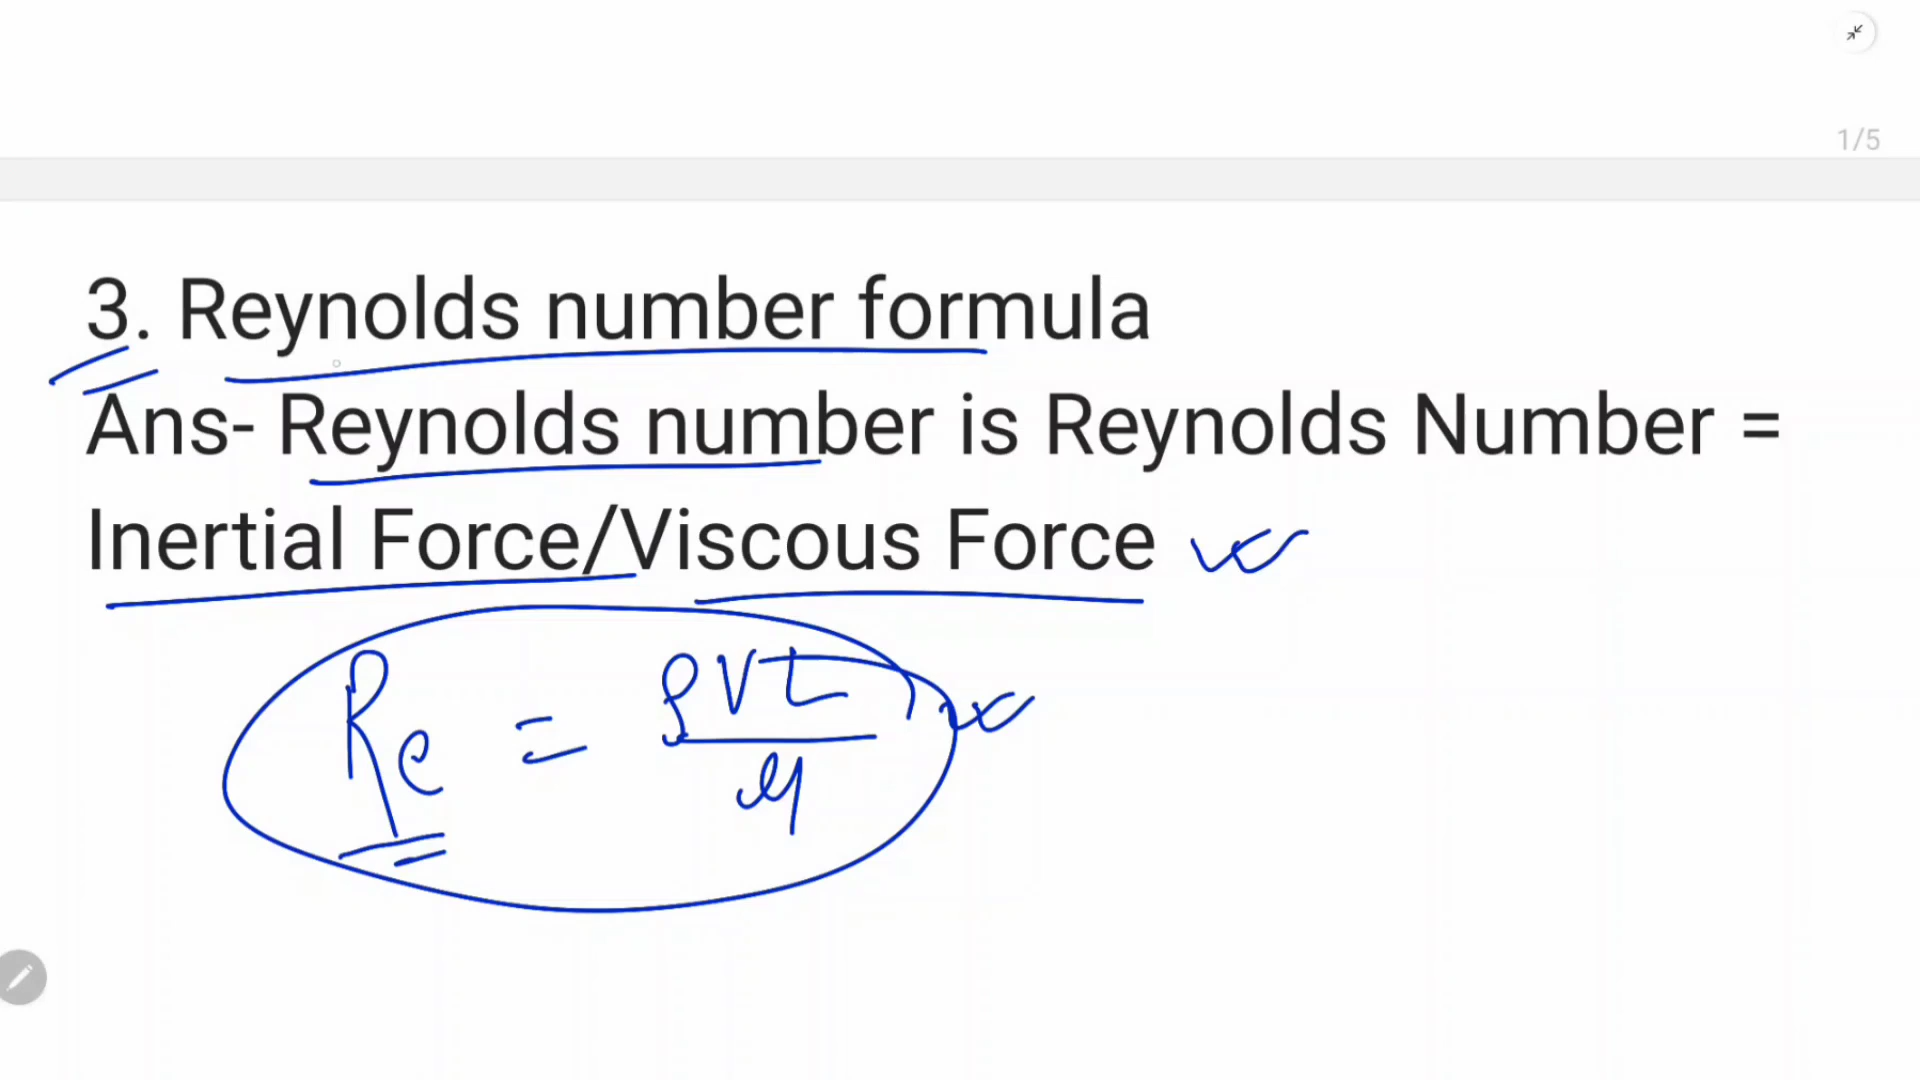 1/5
3. Reynolds number formula
Ans- Reynolds number is Reynolds Number =
Inertial Force/Viscous Force
Re = ρVL
μ